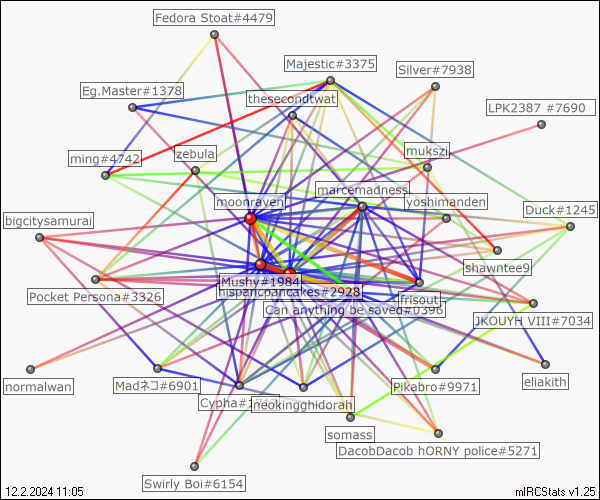 Fedora Stoat#4479
Majestic#3375
Silver#7938
Eg.Master#1378
thesecondtwat
LPK2387 #7690
mukszi
ming#4742
zebula
marcemadness
moonraven
yoshimanden
Duck#1245
bigcitysamurai
shawntee9
Mushy#1984
hispanicpancakes#2928
Pocket Persona#3326
frisout
Can anything be saved#0396
JKOUYH VIII#7034
normalwan
Madネコ#6901
Pikabro#9971
eliakith
Cypha#1
neokingghidorah
somass
DacobDacob hORNY police#5271
Swirly Boi#6154
12.2.2024 11:05
mIRCStats v1.25